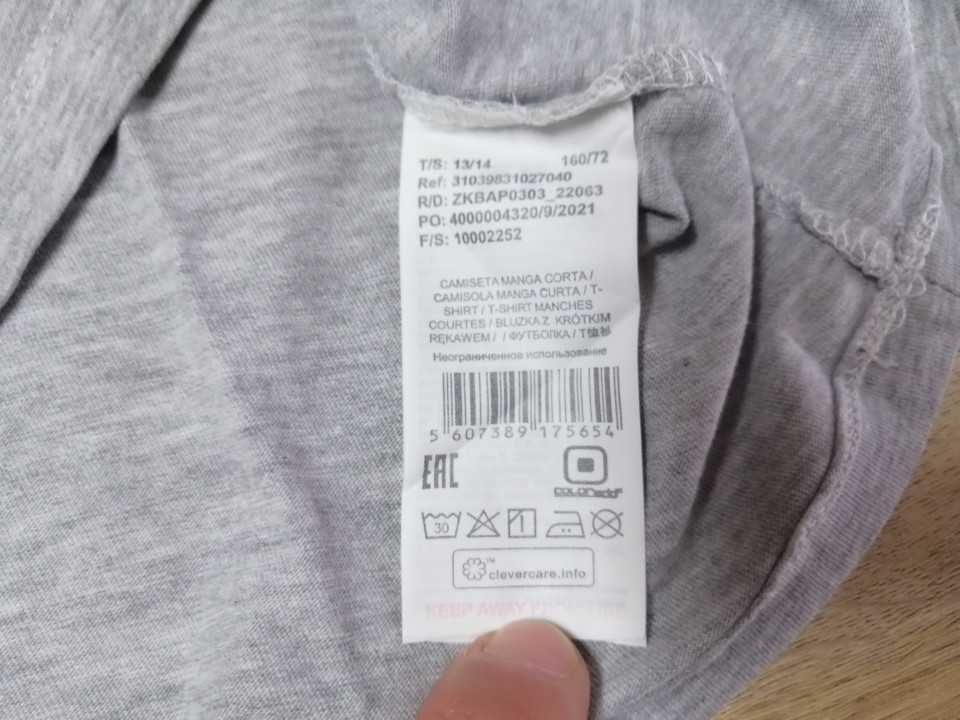 T/S: 13/14 160/72
Ref: 31039831027040
R/D: ZKBAP0303_22063
PO: 4000004320/9/2021
F/S: 10002252
CAMISETA MANGA CORTA /
CAMISOLA MANGA CURTA / T-
SHIRT / T-SHIRT MANCHES
COURTES / BLUZKA Z KRÓTKIM
RĘKAWEM / / ФУТБОЛКА / T恤衫
Неограниченное использование
5 607389 175654
EAC
COLORadd®
30
clevercare.info
KEEP AWAY